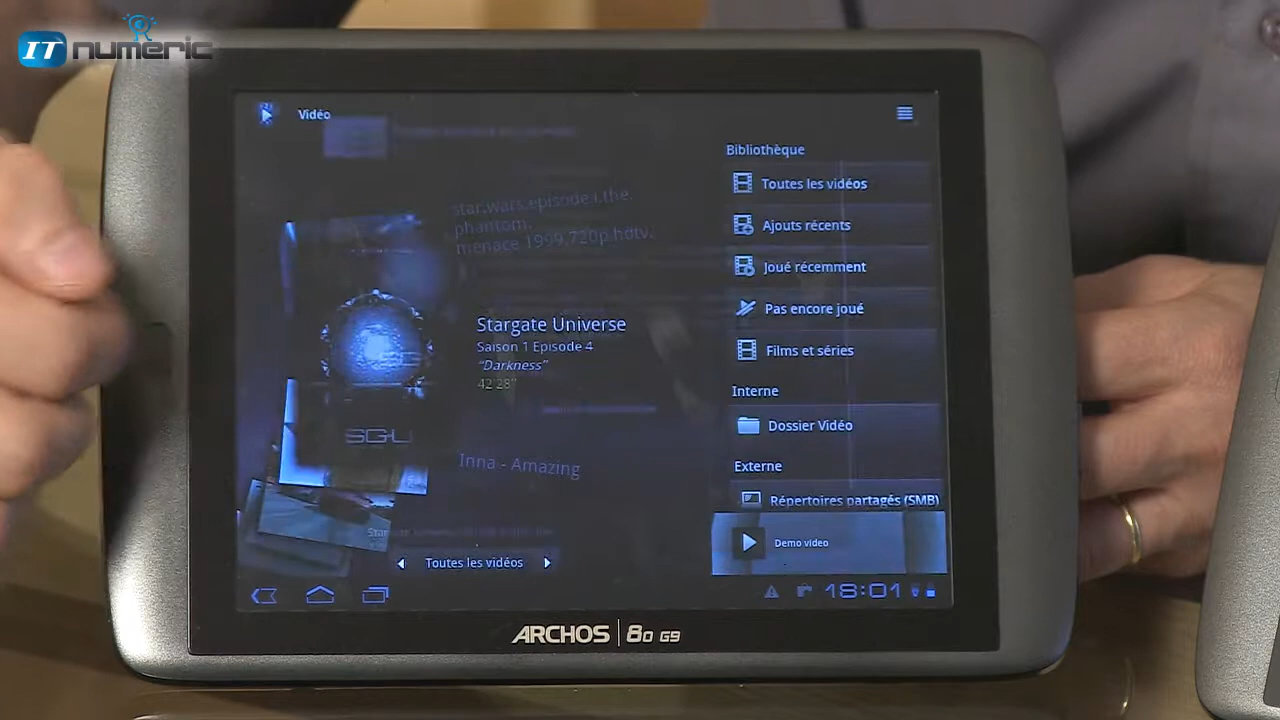 IT numeric
Vidéo
Bibliothèque
Toutes les vidéos
Ajouts récents
Joué récemment
Pas encore joué
Films et séries
Interne
Dossier Vidéo
Externe
Répertoires partagés (SMB)
Demo video
star.wars.episode.i.the.
phantom.
menace.1999.720p.hdtv.
Stargate Universe
Saison 1 Episode 4
“Darkness”
42'28"
SG·U
Inna - Amazing
Toutes les vidéos
18:01
ARCHOS | 80 G9